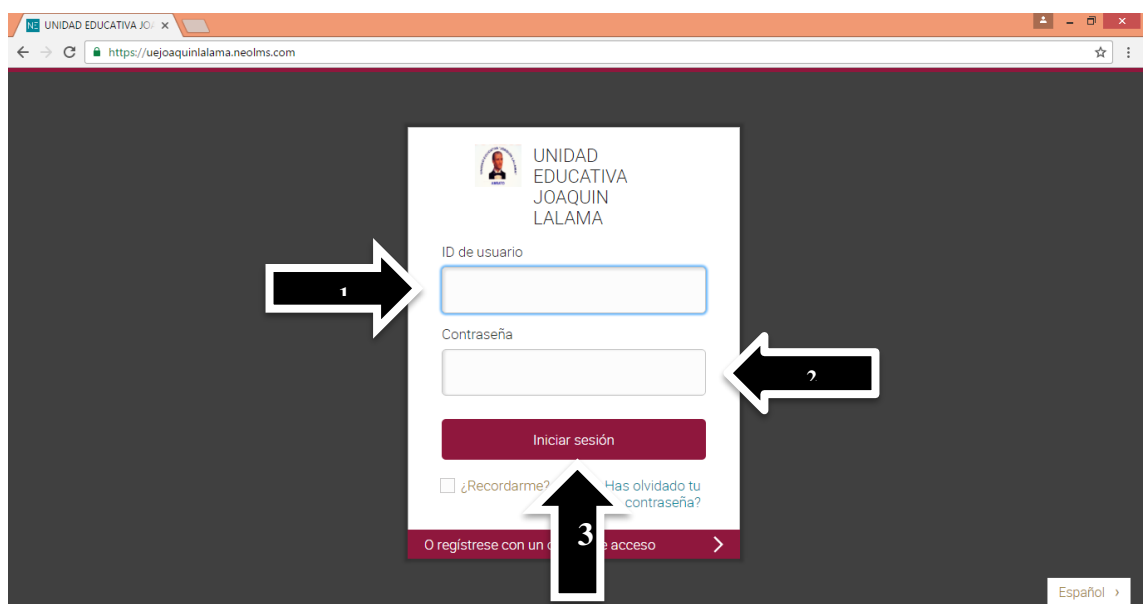 UNIDAD EDUCATIVA JO
https://uejoaquinlalama.neolms.com
UNIDAD
EDUCATIVA
JOAQUIN
LALAMA
ID de usuario
1
Contraseña
2
Iniciar sesión
¿Recordarme?
Has olvidado tu
contraseña?
3
O regístrese con un acceso
Español